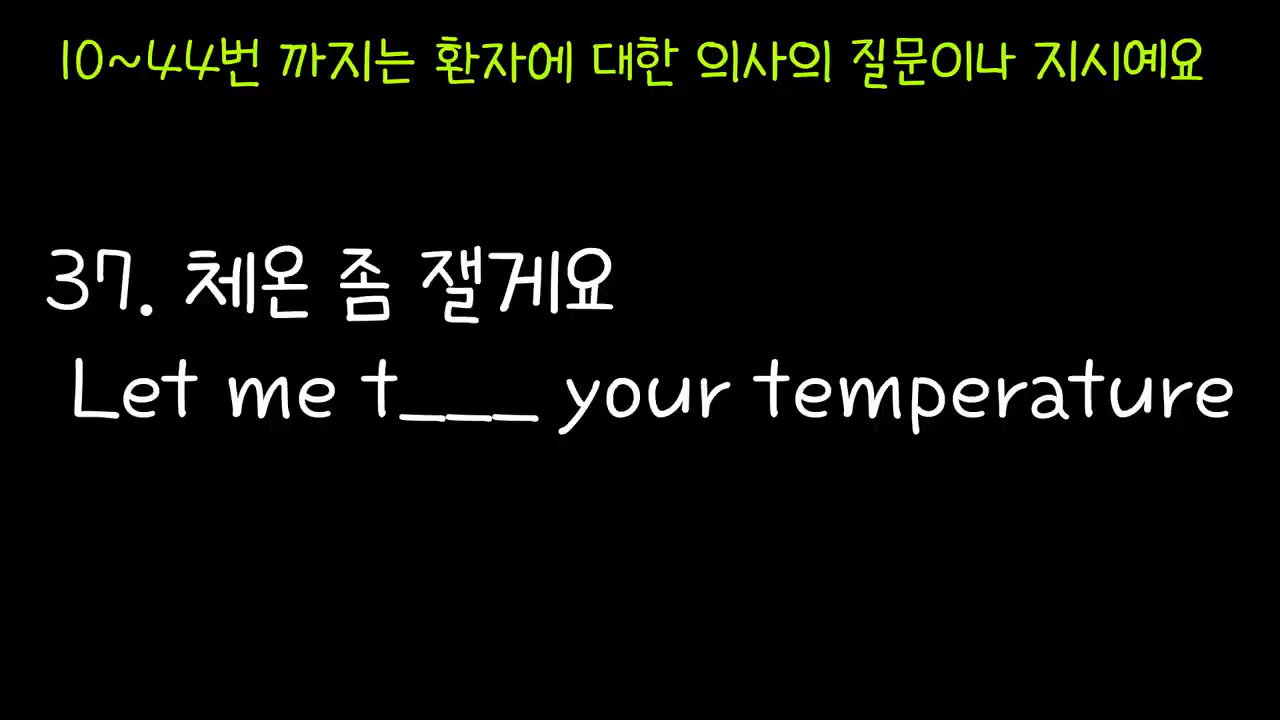 10~44번 까지는 환자에 대한 의사의 질문이나 지시예요
37. 체온 좀 잴게요
Let me t___ your temperature